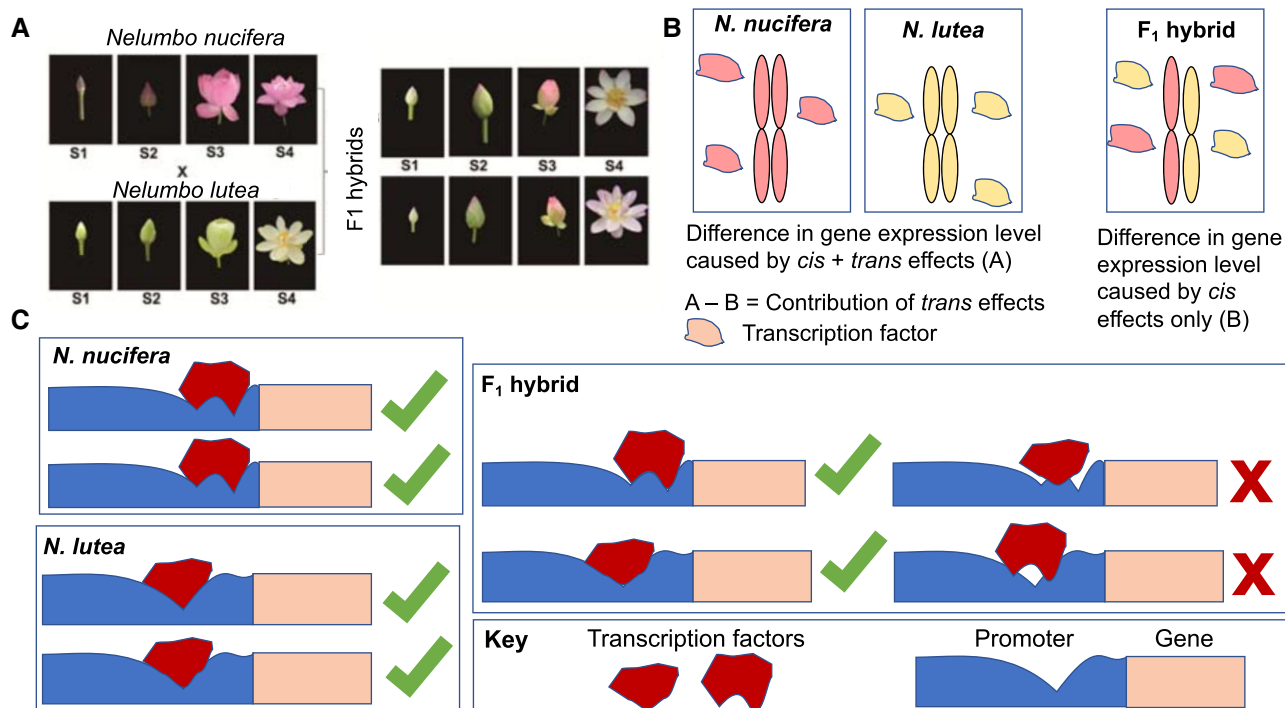 A
Nelumbo nucifera
S1 S2 S3 S4
X
Nelumbo lutea
S1 S2 S3 S4
F1 hybrids
S1 S2 S3 S4
B
N. nucifera
N. lutea
F1 hybrid
Difference in gene expression level
caused by cis + trans effects (A)
A – B = Contribution of trans effects
Transcription factor
Difference in gene
expression level
caused by cis
effects only (B)
C
N. nucifera
N. lutea
F1 hybrid
X
X
Key
Transcription factors
Promoter
Gene